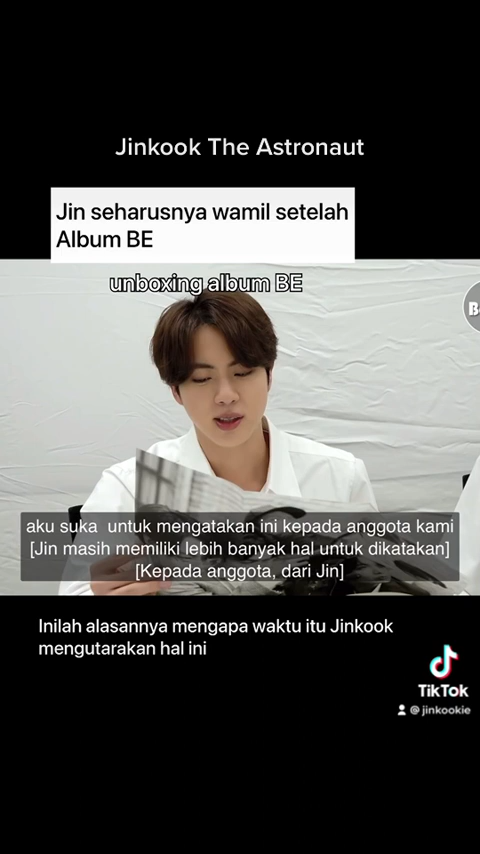 Jinkook The Astronaut
Jin seharusnya wamil setelah
Album BE
unboxing album BE
aku suka untuk mengatakan ini kepada anggota kami
[Jin masih memiliki lebih banyak hal untuk dikatakan]
[Kepada anggota, dari Jin]
Inilah alasannya mengapa waktu itu Jinkook
mengutarakan hal ini
TikTok
@jinkookie